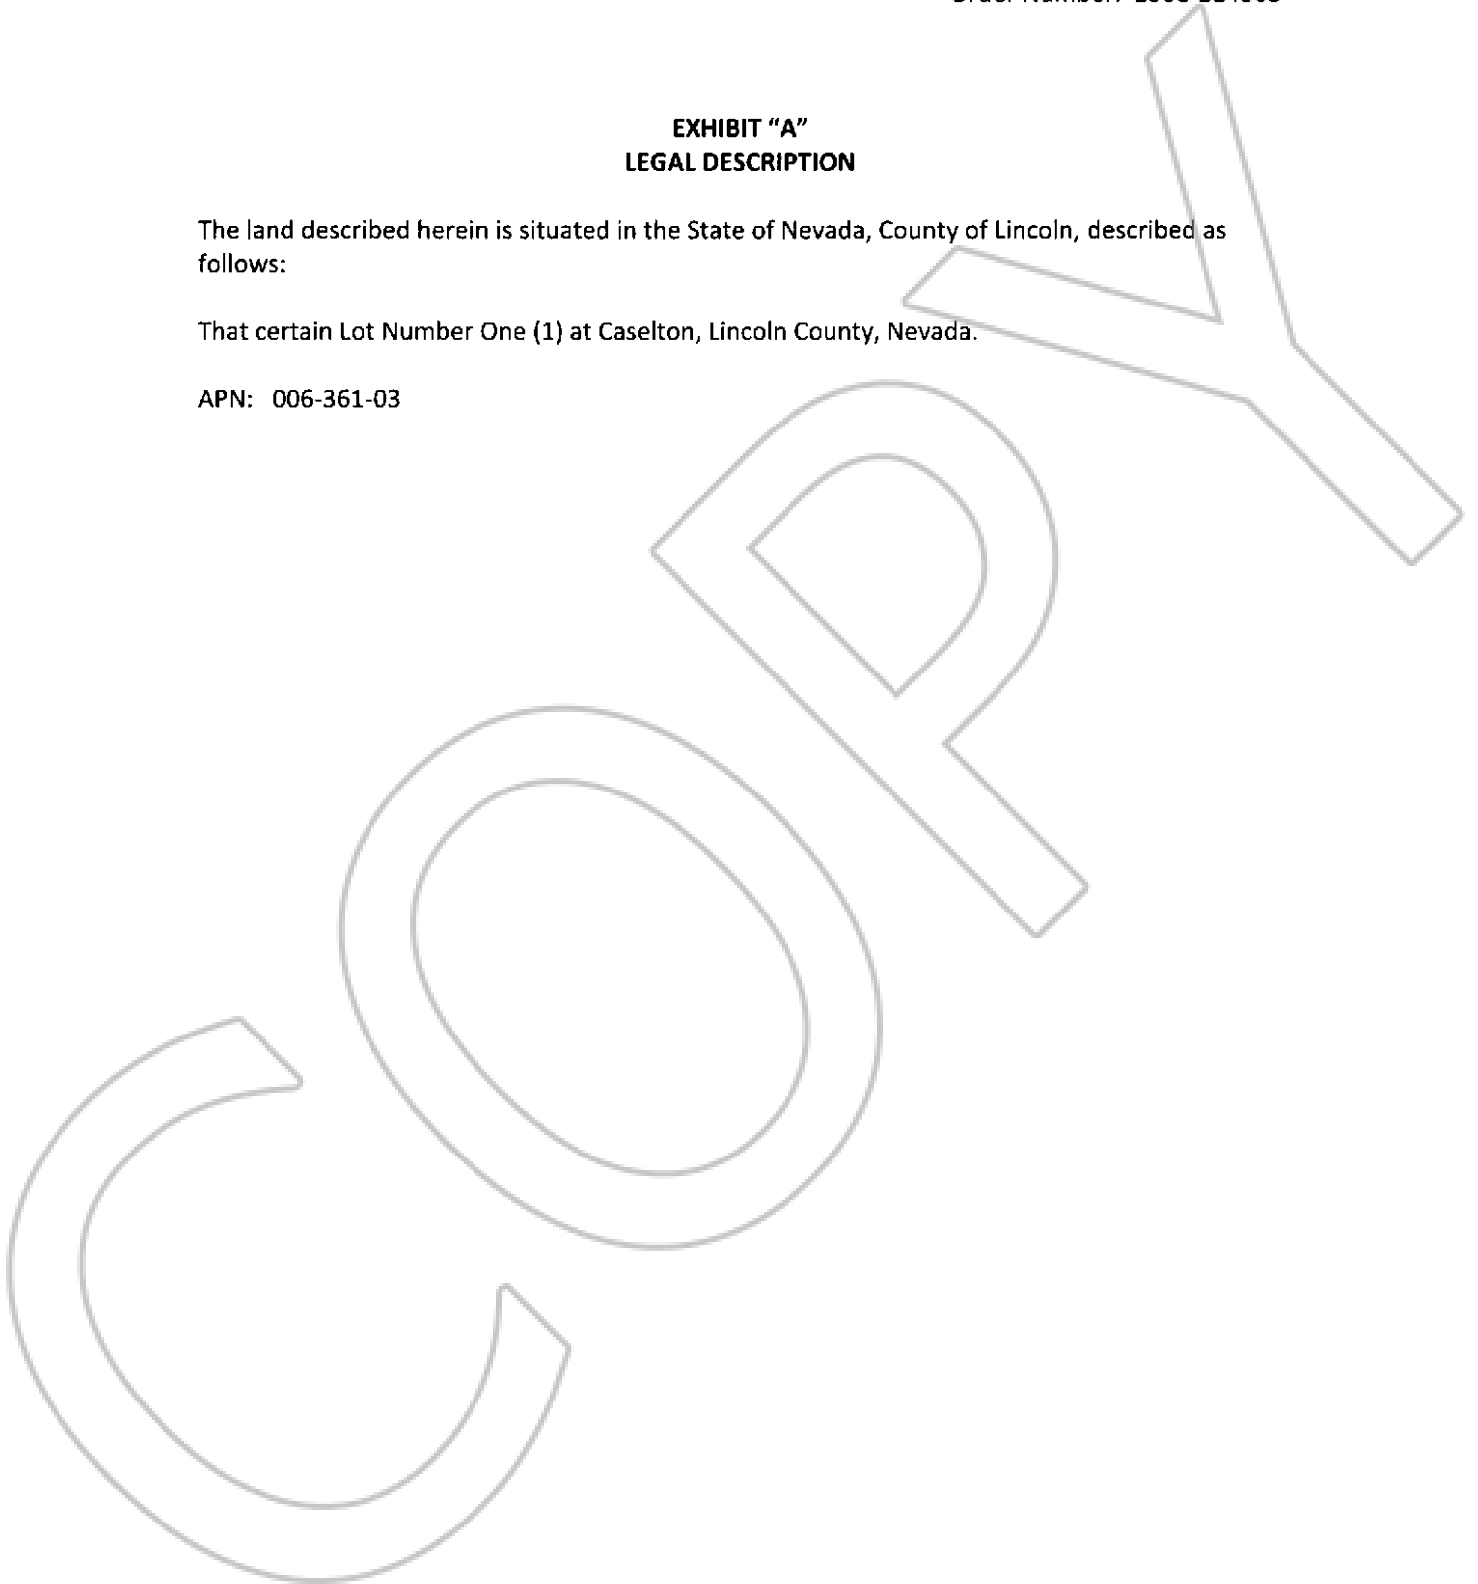 EXHIBIT “A”
LEGAL DESCRIPTION
The land described herein is situated in the State of Nevada, County of Lincoln, described as
follows:
That certain Lot Number One (1) at Caselton, Lincoln County, Nevada.
APN: 006-361-03
COPY